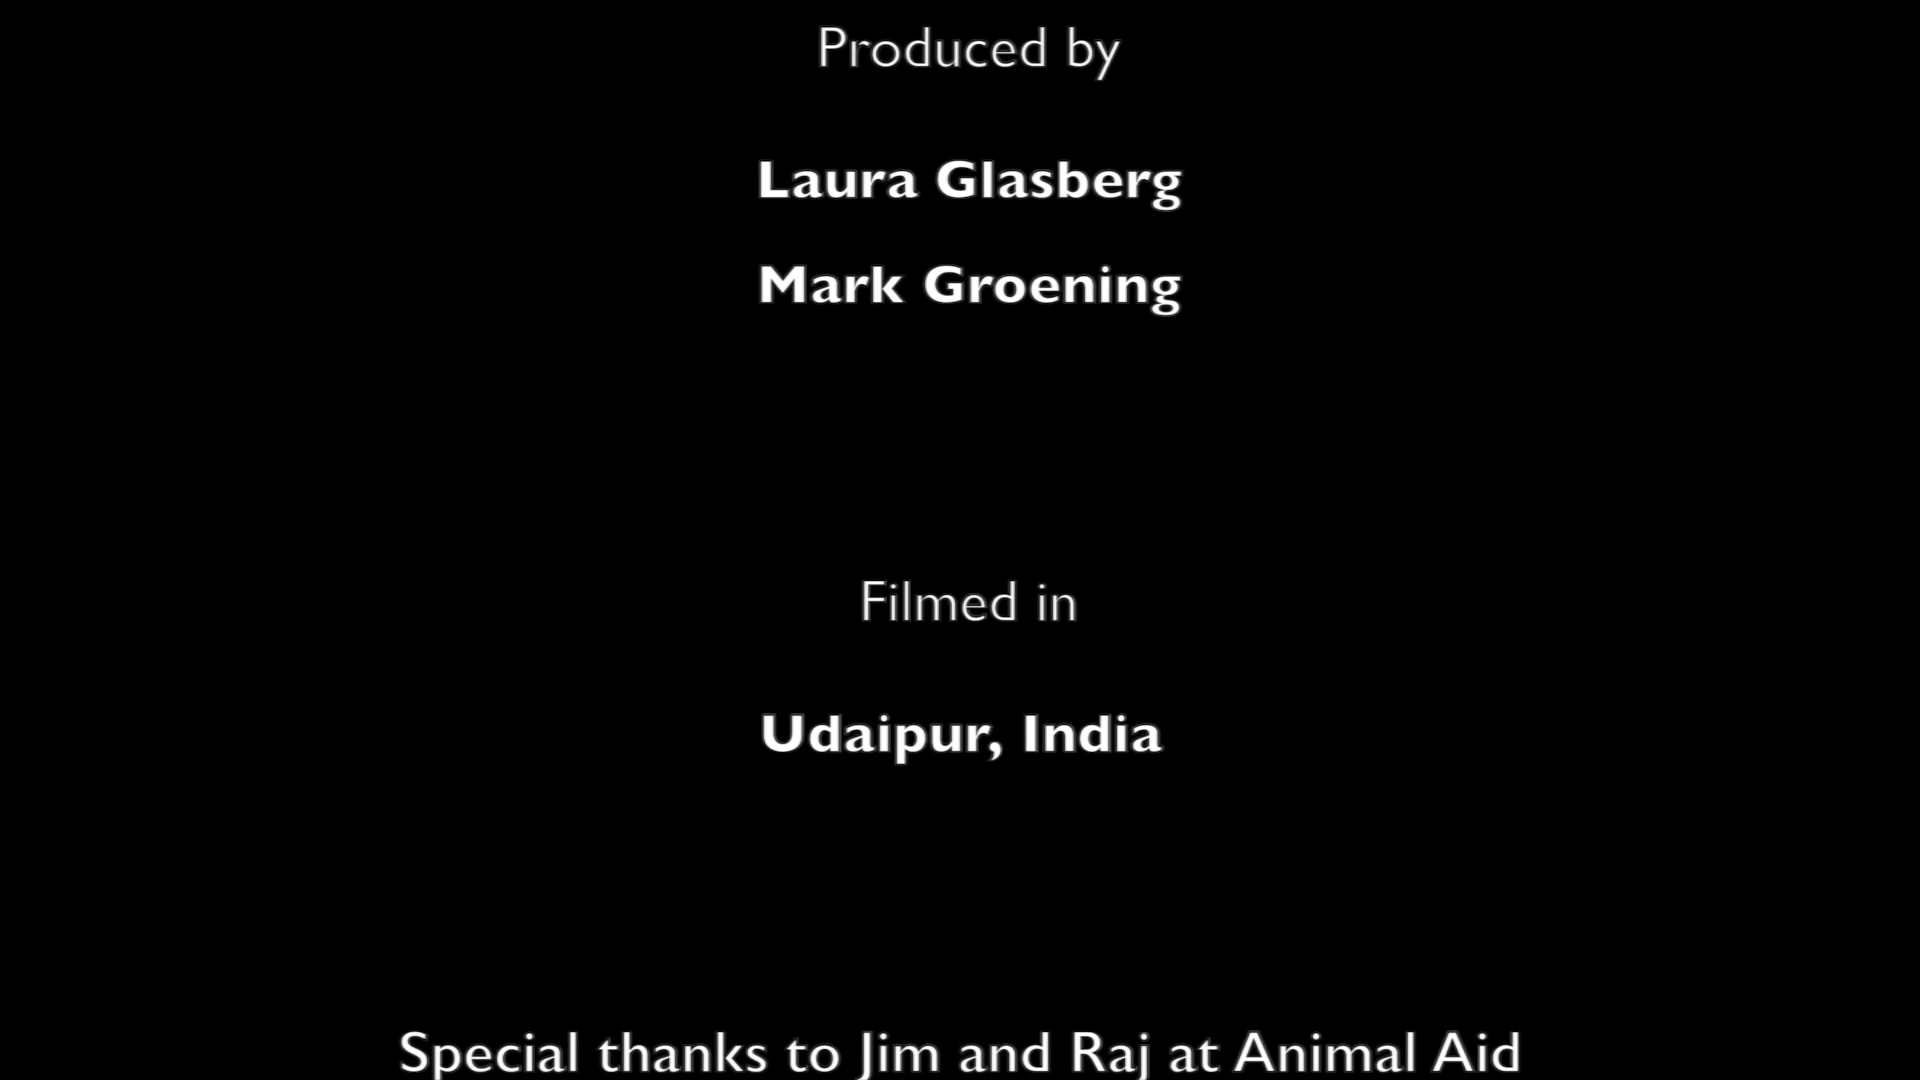 Produced by
Laura Glasberg
Mark Groening
Filmed in
Udaipur, India
Special thanks to Jim and Raj at Animal Aid